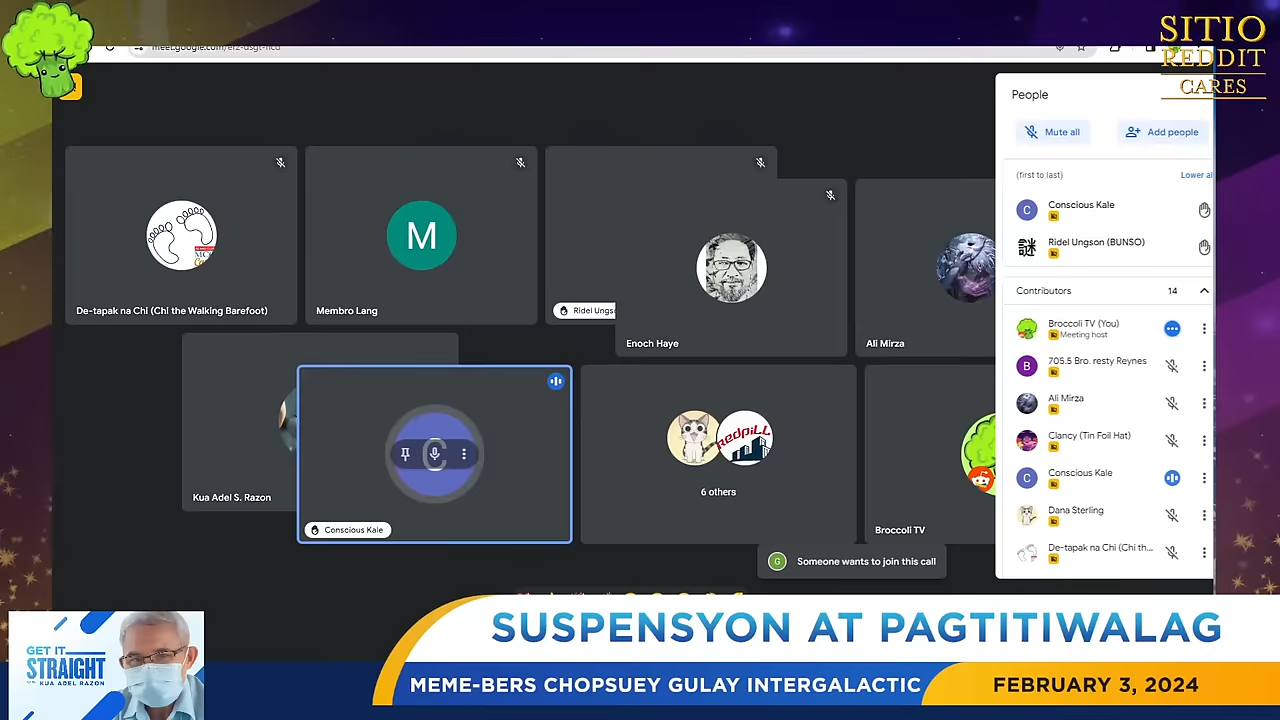 SITIO
REDDIT
CARES
People
Mute all
Add people
(first to last)
Conscious Kale
Ridel Ungson (BUNSO)
Contributors
14
Broccoli TV (You)
Meeting host
705.5 Bro. resty Reynes
Ali Mirza
Clancy (Tin Foil Hat)
C Conscious Kale
Dana Sterling
De-tapak na Chi (Chi th...
De-tapak na Chi (Chi the Walking Barefoot)
M
Membro Lang
Enoch Haye
Ali Mirza
Kua Adel S. Razon
C
Conscious Kale
redpill
6 others
Broccoli TV
G Someone wants to join this call
GET IT
STRAIGHT
KUA ADEL RAZON
SUSPENSYON AT PAGTITIWALAG
MEME-BERS CHOPSUEY GULAY INTERGALACTIC
FEBRUARY 3, 2024